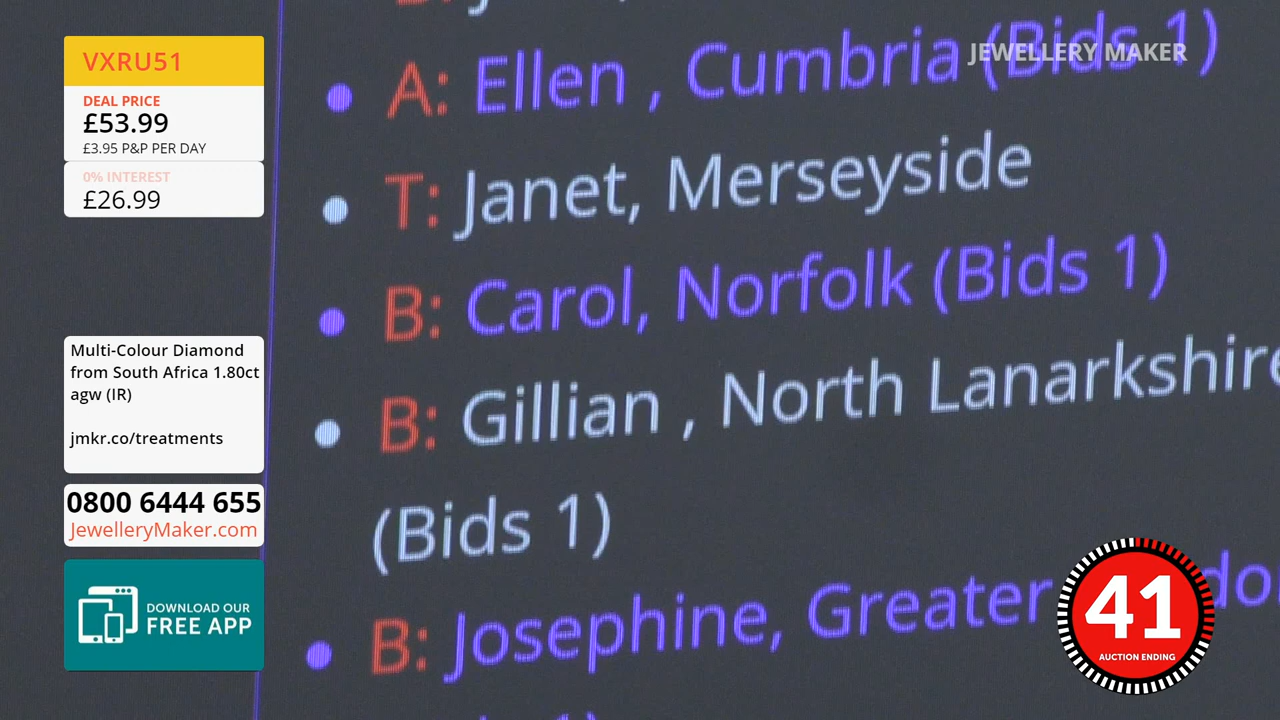 VXRU51
DEAL PRICE
£53.99
£3.95 P&P PER DAY
0% INTEREST
£26.99
Multi-Colour Diamond
from South Africa 1.80ct
agw (IR)
jmkr.co/treatments
0800 6444 655
JewelleryMaker.com
DOWNLOAD OUR
FREE APP
JEWELLERY MAKER
A: Ellen , Cumbria (Bids 1)
T: Janet, Merseyside
B: Carol, Norfolk (Bids 1)
B: Gillian , North Lanarkshire
(Bids 1)
B: Josephine, Greater
41
AUCTION ENDING